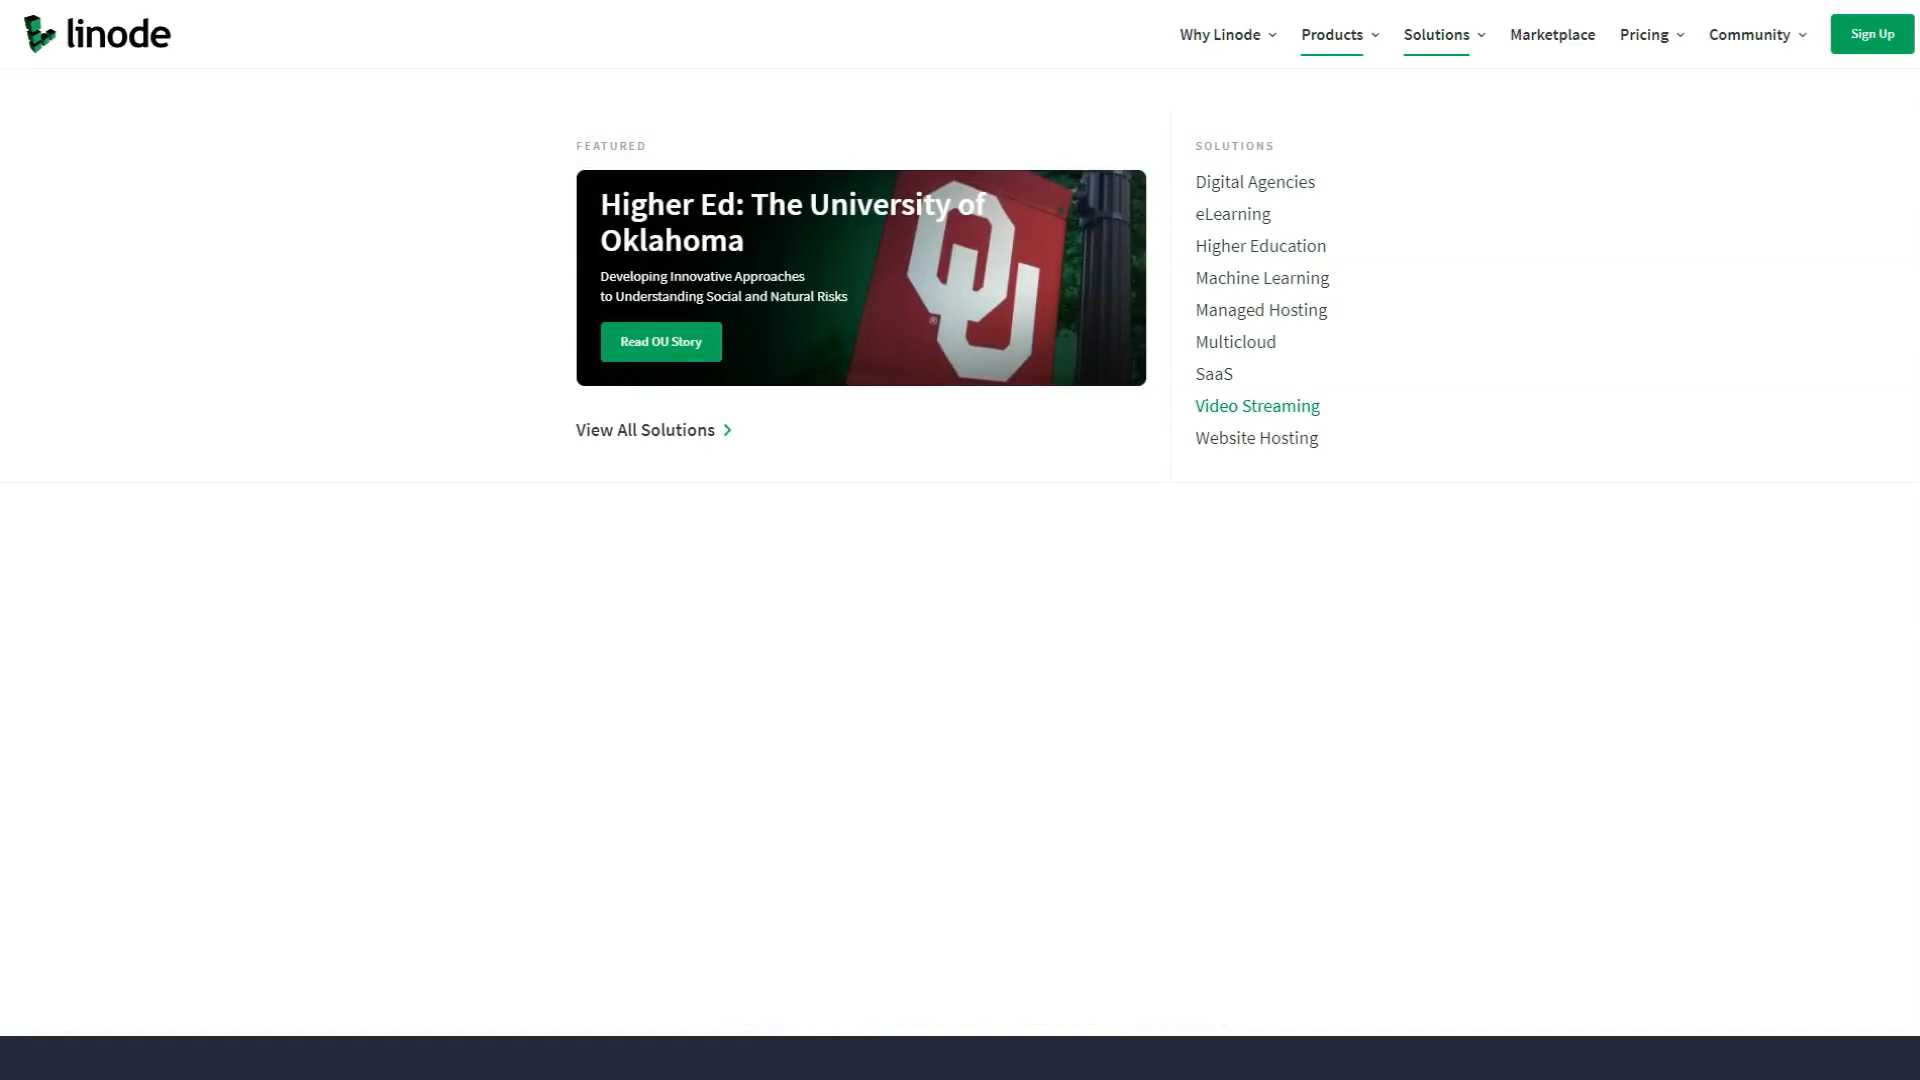 linode
Why Linode
Products
Solutions
Marketplace
Pricing
Community
Sign Up
FEATURED
Higher Ed: The University of
Oklahoma
Developing Innovative Approaches
to Understanding Social and Natural Risks
Read OU Story
OU
®
View All Solutions
SOLUTIONS
Digital Agencies
eLearning
Higher Education
Machine Learning
Managed Hosting
Multicloud
SaaS
Video Streaming
Website Hosting